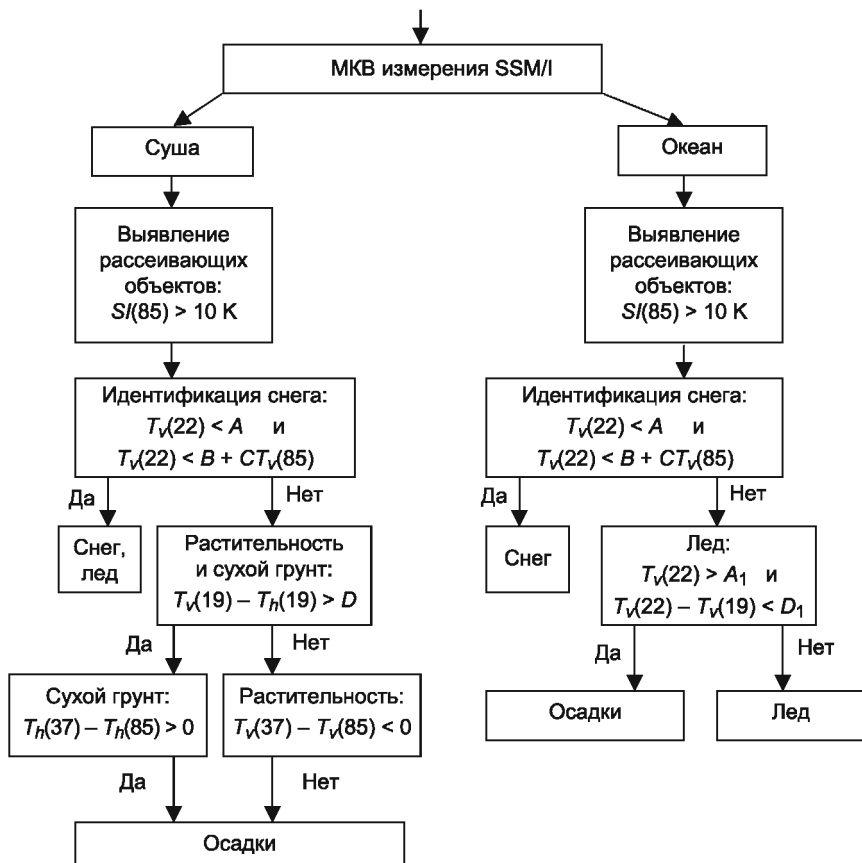 МКВ измерения SSM/I
Суша
Океан
Выявление
рассеивающих
объектов:
SI(85) > 10 K
Выявление
рассеивающих
объектов:
SI(85) > 10 K
Идентификация снега:
Tv(22) < A и
Tv(22) < B + CTv(85)
Идентификация снега:
Tv(22) < A и
Tv(22) < B + CTv(85)
Да
Нет
Да
Нет
Снег,
лед
Растительность
и сухой грунт:
Tv(19) – Th(19) > D
Снег
Лед:
Tv(22) > A1 и
Tv(22) – Tv(19) < D1
Да
Нет
Да
Нет
Сухой грунт:
Th(37) – Th(85) > 0
Растительность:
Tv(37) – Tv(85) < 0
Осадки
Лед
Да
Нет
Осадки